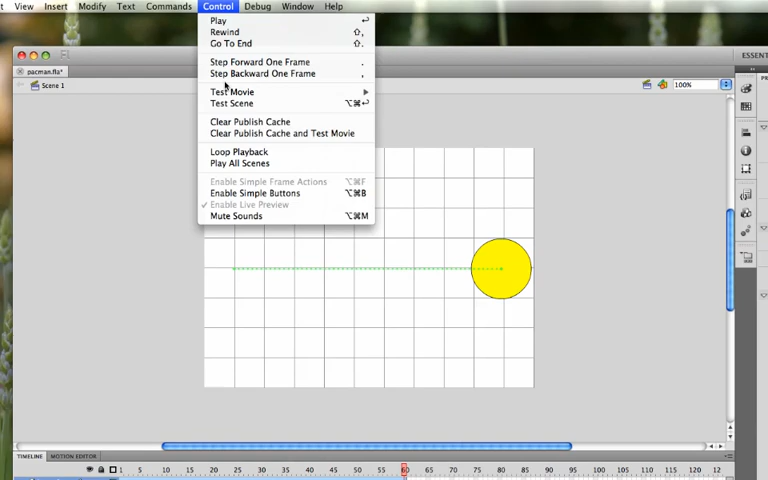 View Insert Modify Text Commands Control Debug Window Help
Play
Rewind ⇧,
Go To End ⇧.
Step Forward One Frame .
Step Backward One Frame ,
Test Movie
Test Scene ⌥⌘↩
Clear Publish Cache
Clear Publish Cache and Test Movie
Loop Playback
Play All Scenes
Enable Simple Frame Actions ⌥⌘F
Enable Simple Buttons ⌥⌘B
✓ Enable Live Preview
Mute Sounds ⌥⌘M
Fl
ESSENT
pacman.fla*
Scene 1
100%
TIMELINE MOTION EDITOR
1 5 10 15 20 25 30 35 40 45 50 55 60 65 70 75 80 85 90 95 100 105 110 115 12